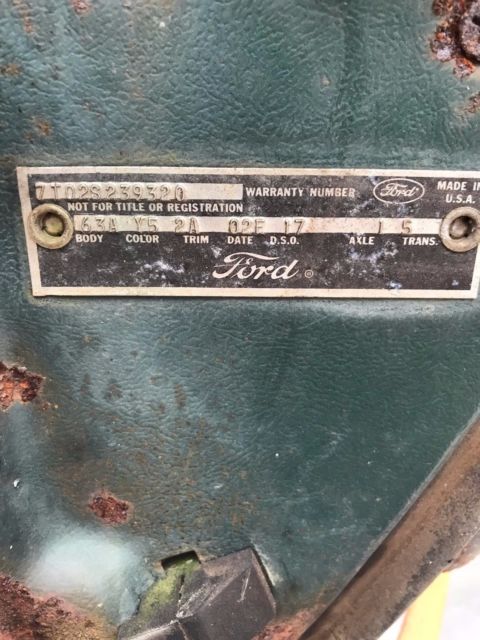 7T02S239320 WARRANTY NUMBER Ford MADE IN
NOT FOR TITLE OR REGISTRATION U.S.A.
63A Y5 2A 02F 17 1 5
BODY COLOR TRIM DATE D.S.O. AXLE TRANS.
Ford ®